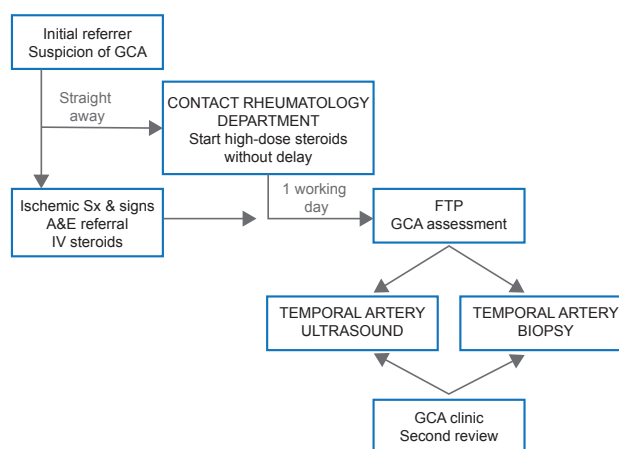 Initial referrer
Suspicion of GCA
Straight
away
CONTACT RHEUMATOLOGY
DEPARTMENT
Start high-dose steroids
without delay
Ischemic Sx & signs
A&E referral
IV steroids
1 working
day
FTP
GCA assessment
TEMPORAL ARTERY
ULTRASOUND
TEMPORAL ARTERY
BIOPSY
GCA clinic
Second review